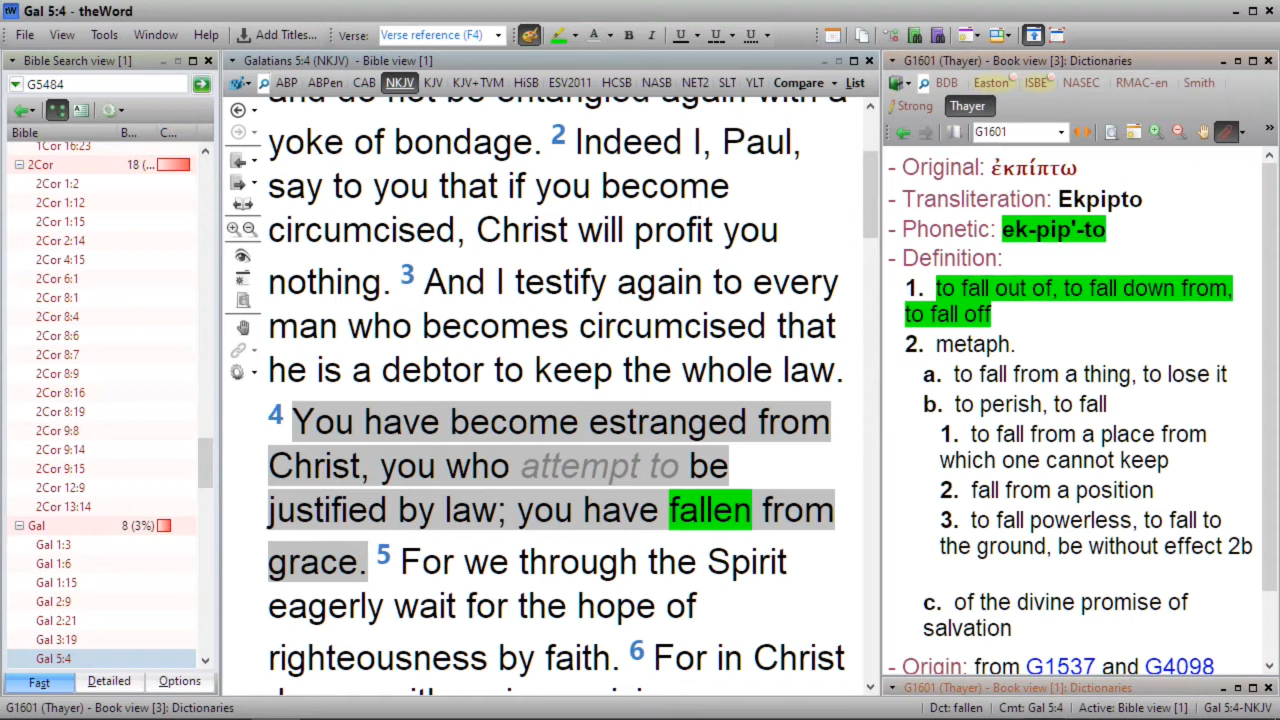 Gal 5:4 - theWord
File View Tools Window Help Add Titles... Verse: Verse reference (F4)
Bible Search view [1]
G5484
Bible B... C...
1Cor 16:23
2Cor 18 (...
2Cor 1:2
2Cor 1:12
2Cor 1:15
2Cor 2:14
2Cor 4:15
2Cor 6:1
2Cor 8:1
2Cor 8:4
2Cor 8:6
2Cor 8:7
2Cor 8:9
2Cor 8:16
2Cor 8:19
2Cor 9:8
2Cor 9:14
2Cor 9:15
2Cor 12:9
2Cor 13:14
Gal 8 (3%)
Gal 1:3
Gal 1:6
Gal 1:15
Gal 2:9
Gal 2:21
Gal 3:19
Gal 5:4
Fast Detailed Options
Galatians 5:4 (NKJV) - Bible view [1]
ABP ABPen CAB NKJV KJV KJV+TVM HiSB ESV2011 HCSB NASB NET2 SLT YLT Compare List
and do not be entangled again with a
yoke of bondage. 2 Indeed I, Paul,
say to you that if you become
circumcised, Christ will profit you
nothing. 3 And I testify again to every
man who becomes circumcised that
he is a debtor to keep the whole law.
4 You have become estranged from
Christ, you who attempt to be
justified by law; you have fallen from
grace. 5 For we through the Spirit
eagerly wait for the hope of
righteousness by faith. 6 For in Christ
G1601 (Thayer) - Book view [3]: Dictionaries
BDB Easton ISBE NASEC RMAC-en Smith
Strong Thayer
G1601
- Original: ἐκπίπτω
- Transliteration: Ekpipto
- Phonetic: ek-pip'-to
- Definition:
1. to fall out of, to fall down from,
to fall off
2. metaph.
a. to fall from a thing, to lose it
b. to perish, to fall
1. to fall from a place from
which one cannot keep
2. fall from a position
3. to fall powerless, to fall to
the ground, be without effect 2b
c. of the divine promise of
salvation
- Origin: from G1537 and G4098
G1601 (Thayer) - Book view [1]: Dictionaries
G1601 (Thayer) - Book view [3]: Dictionaries Dct: fallen Cmt: Gal 5:4 Active: Bible view [1] Gal 5:4-NKJV